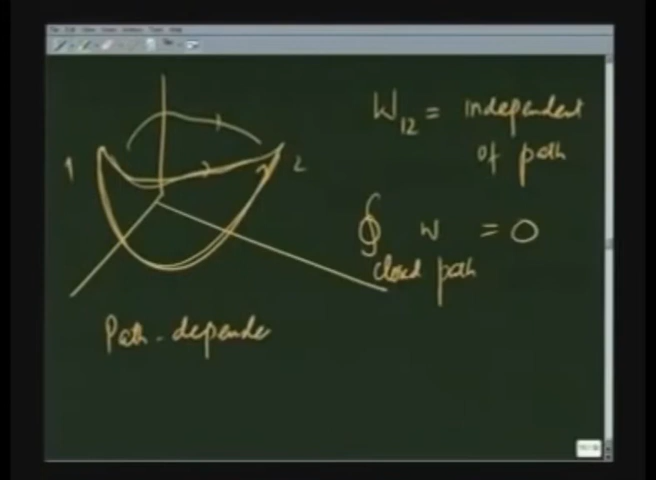 1
2
W₁₂ = independent
of path
∮ W = 0
closed path
Path-depende